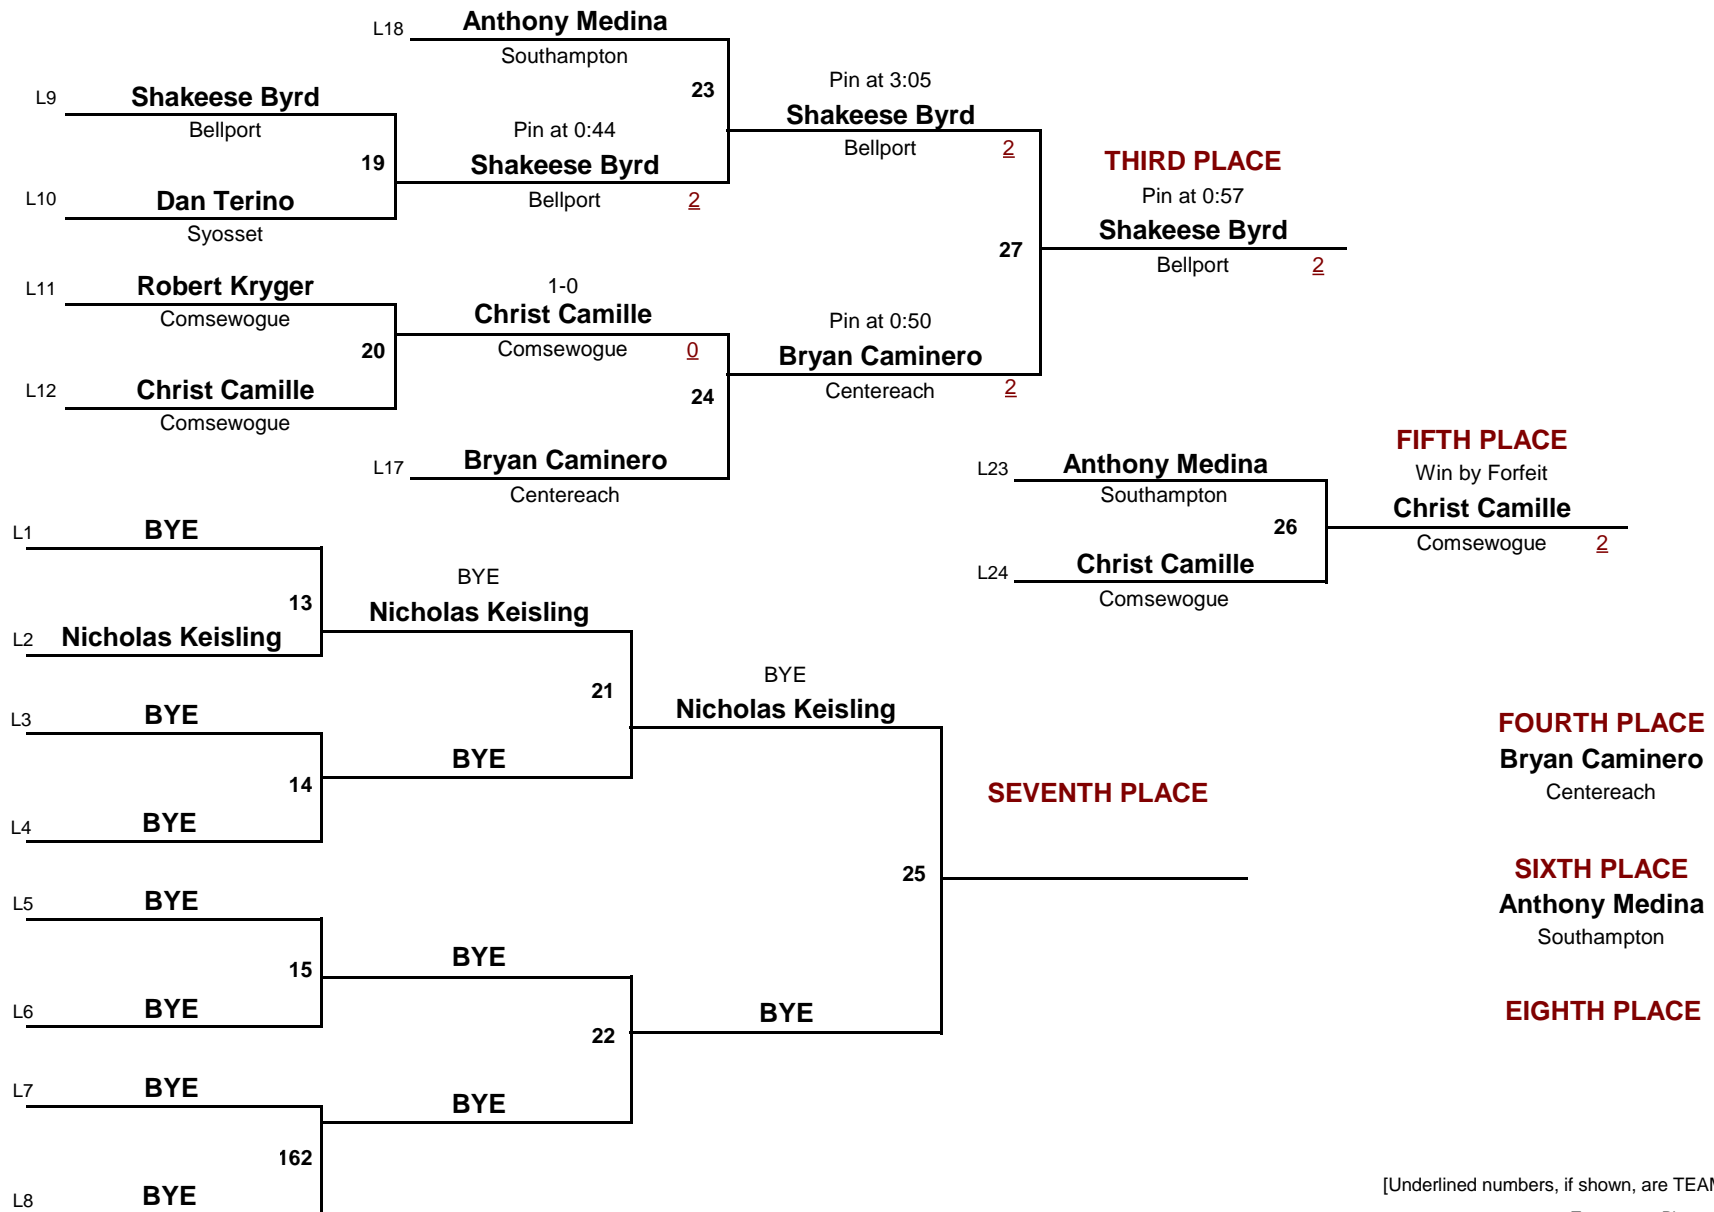 L18 Anthony Medina
Southampton
23
L9 Shakeese Byrd
Bellport
19
Pin at 0:44
Shakeese Byrd
Bellport 2
L10 Dan Terino
Syosset
Pin at 3:05
Shakeese Byrd
Bellport 2
THIRD PLACE
Pin at 0:57
Shakeese Byrd
Bellport 2
27
L11 Robert Kryger
Comsewogue
20
1-0
Christ Camille
Comsewogue 0
L12 Christ Camille
Comsewogue
24
Pin at 0:50
Bryan Caminero
Centereach 2
L17 Bryan Caminero
Centereach
L23 Anthony Medina
Southampton
26
L24 Christ Camille
Comsewogue
FIFTH PLACE
Win by Forfeit
Christ Camille
Comsewogue 2
L1 BYE
13
L2 Nicholas Keisling
BYE
Nicholas Keisling
21
L3 BYE
14
L4 BYE
BYE
BYE
Nicholas Keisling
SEVENTH PLACE
25
L5 BYE
15
L6 BYE
BYE
22
BYE
L7 BYE
162
L8 BYE
BYE
FOURTH PLACE
Bryan Caminero
Centereach
SIXTH PLACE
Anthony Medina
Southampton
EIGHTH PLACE
[Underlined numbers, if shown, are TEAM